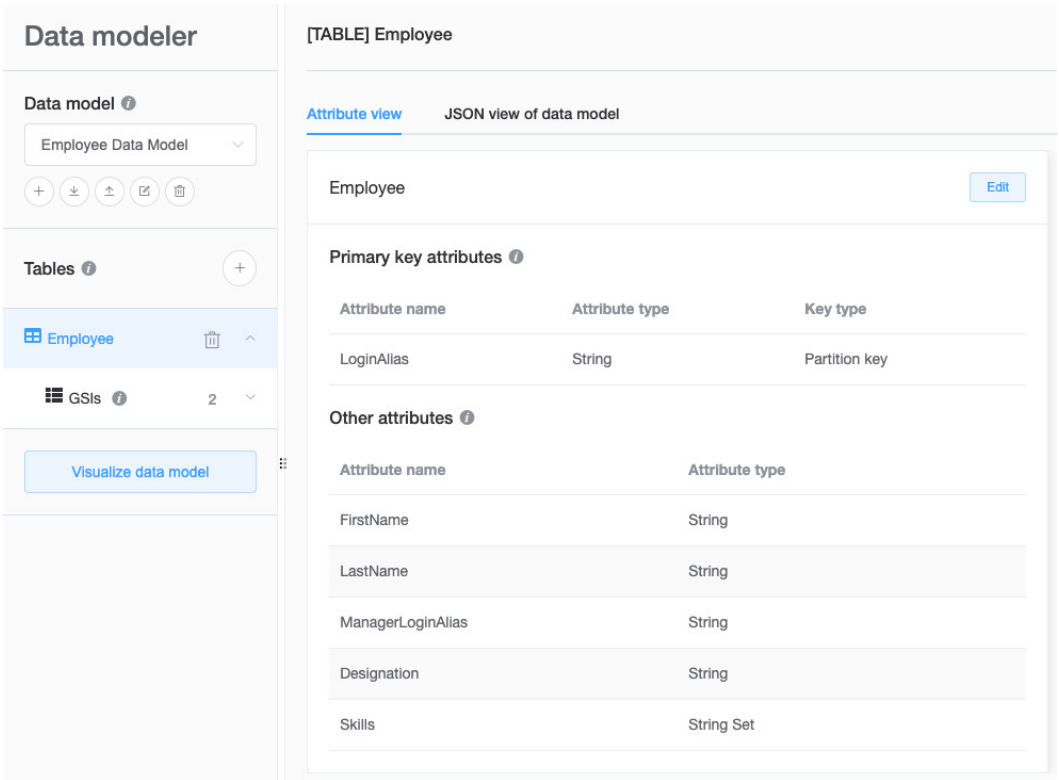 Data modeler
Data model
Employee Data Model
Tables
Employee
GSIs 2
Visualize data model
[TABLE] Employee
Attribute view JSON view of data model
Employee Edit
Primary key attributes
Attribute name Attribute type Key type
LoginAlias String Partition key
Other attributes
Attribute name Attribute type
FirstName String
LastName String
ManagerLoginAlias String
Designation String
Skills String Set